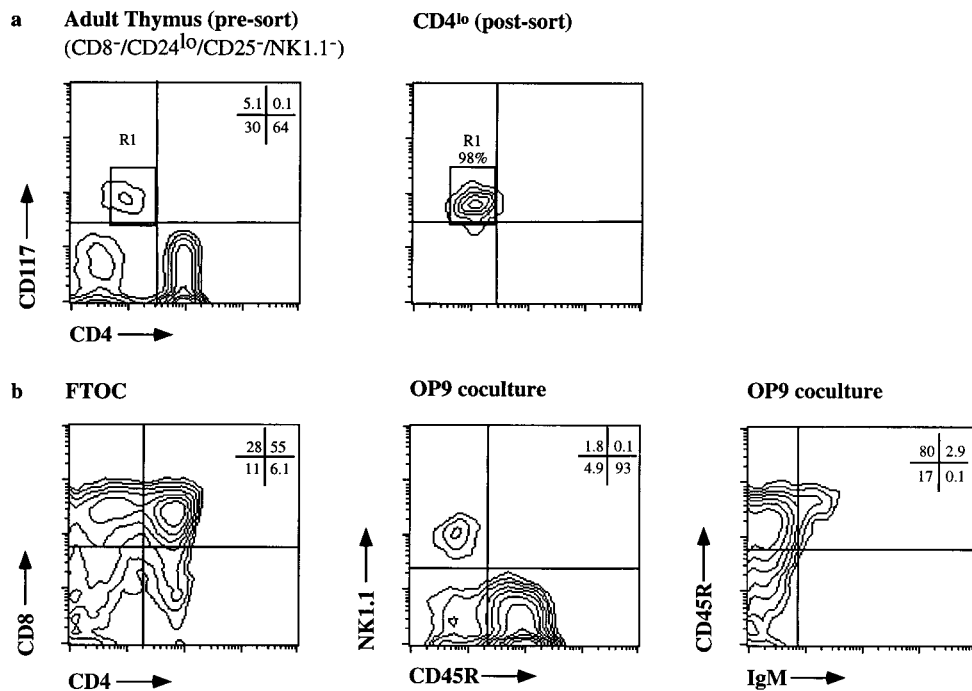 a
Adult Thymus (pre-sort)
(CD8⁻/CD24ˡᵒ/CD25⁻/NK1.1⁻)
CD4ˡᵒ (post-sort)
5.1 0.1
30 64
R1
R1
98%
CD117
CD4
b
FTOC
OP9 coculture
OP9 coculture
28 55
11 6.1
1.8 0.1
4.9 93
80 2.9
17 0.1
CD8
CD4
NK1.1
CD45R
CD45R
IgM